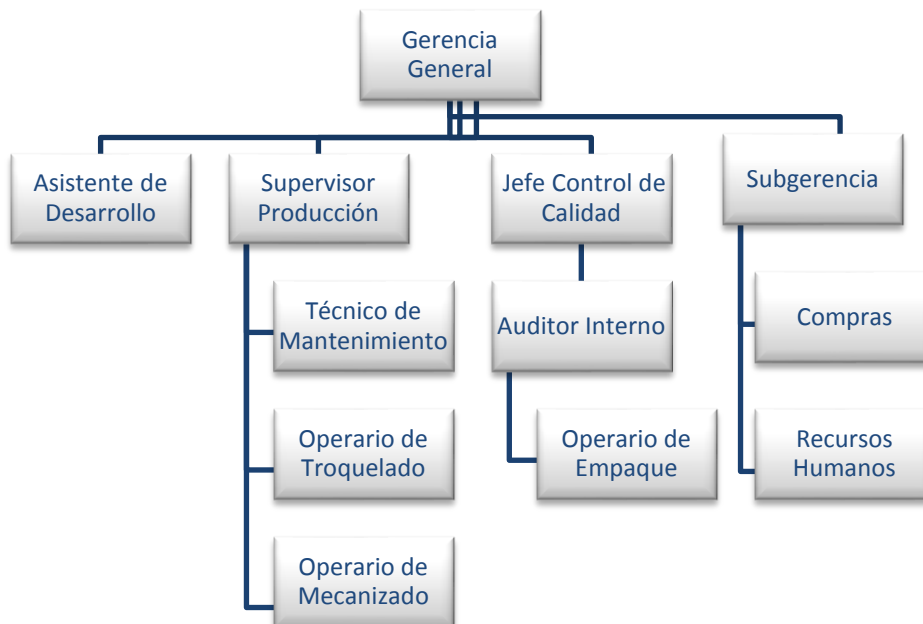 Gerencia
General
Asistente de
Desarrollo
Supervisor
Producción
Jefe Control de
Calidad
Subgerencia
Técnico de
Mantenimiento
Auditor Interno
Compras
Operario de
Troquelado
Operario de
Empaque
Recursos
Humanos
Operario de
Mecanizado